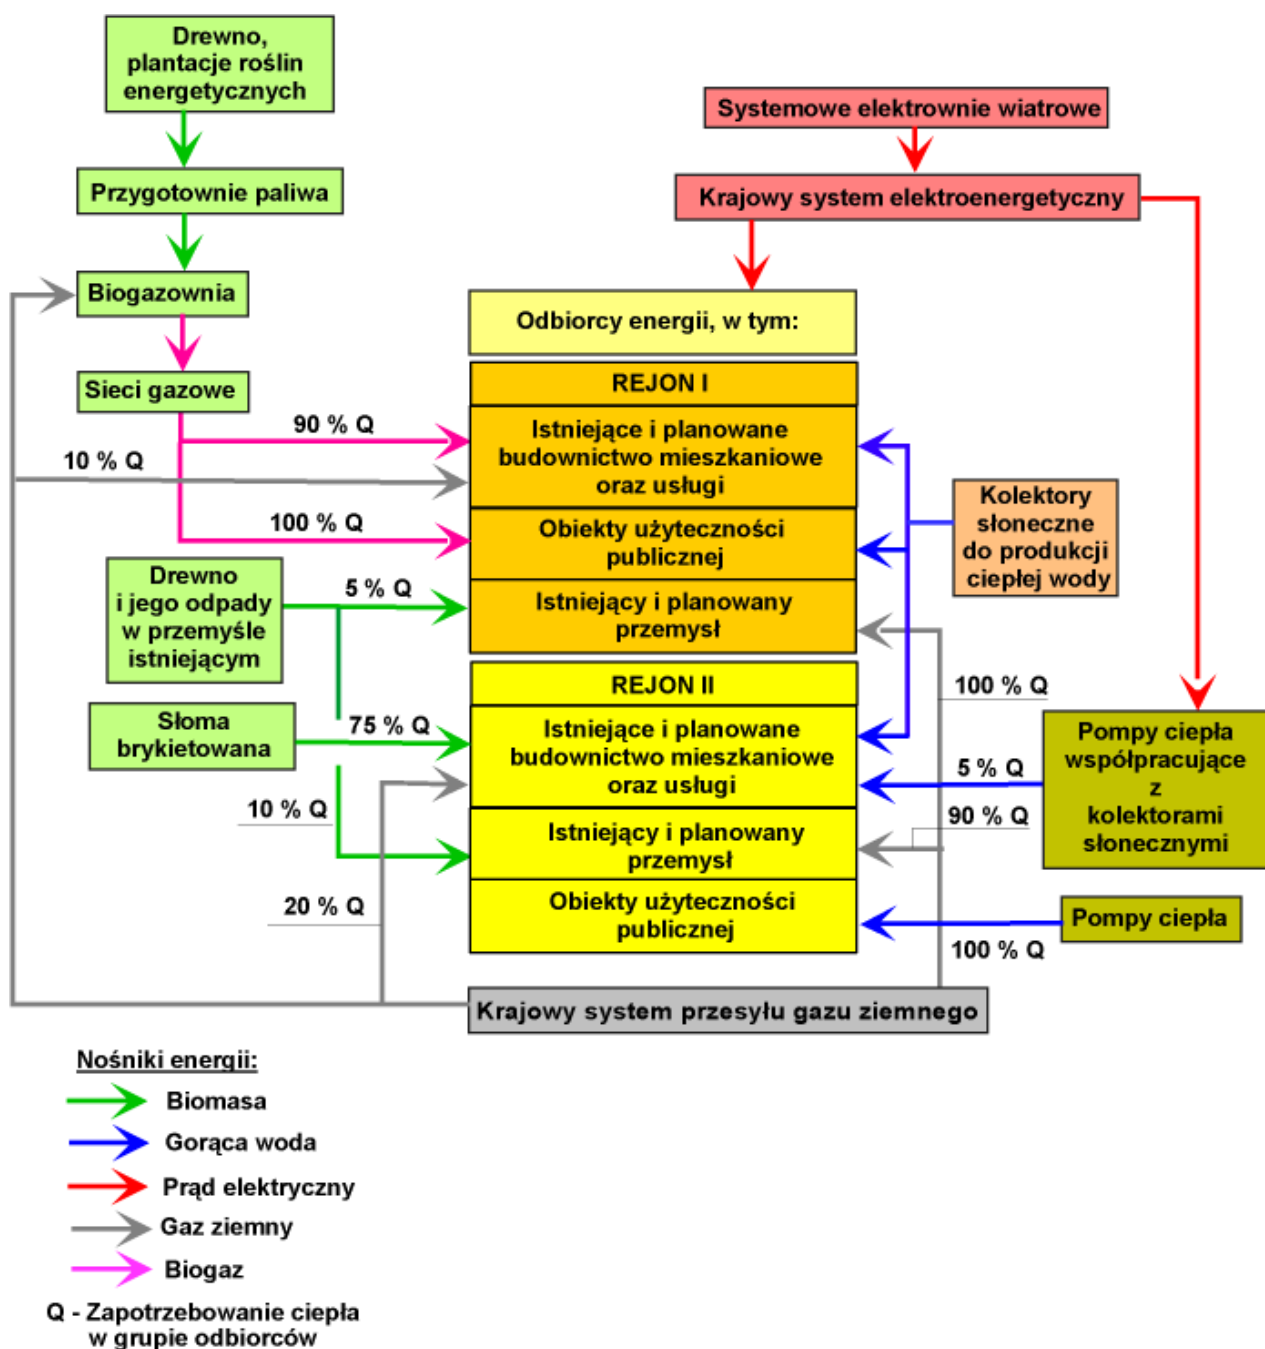 Drewno,
plantacje roślin
energetycznych
Systemowe elektrownie wiatrowe
Przygotownie paliwa
Krajowy system elektroenergetyczny
Biogazownia
Odbiorcy energii, w tym:
Sieci gazowe
REJON I
90 % Q
Istniejące i planowane
budownictwo mieszkaniowe
oraz usługi
10 % Q
Kolektory
słoneczne
do produkcji
ciepłej wody
100 % Q
Obiekty użyteczności
publicznej
Drewno
i jego odpady
w przemyśle
istniejącym
5 % Q
Istniejący i planowany
przemysł
REJON II
100 % Q
Słoma
brykietowana
75 % Q
Istniejące i planowane
budownictwo mieszkaniowe
oraz usługi
Pompy ciepła
współpracujące
z
kolektorami
słonecznymi
5 % Q
10 % Q
90 % Q
Istniejący i planowany
przemysł
20 % Q
Obiekty użyteczności
publicznej
Pompy ciepła
100 % Q
Krajowy system przesyłu gazu ziemnego
Nośniki energii:
Biomasa
Gorąca woda
Prąd elektryczny
Gaz ziemny
Biogaz
Q - Zapotrzebowanie ciepła
w grupie odbiorców